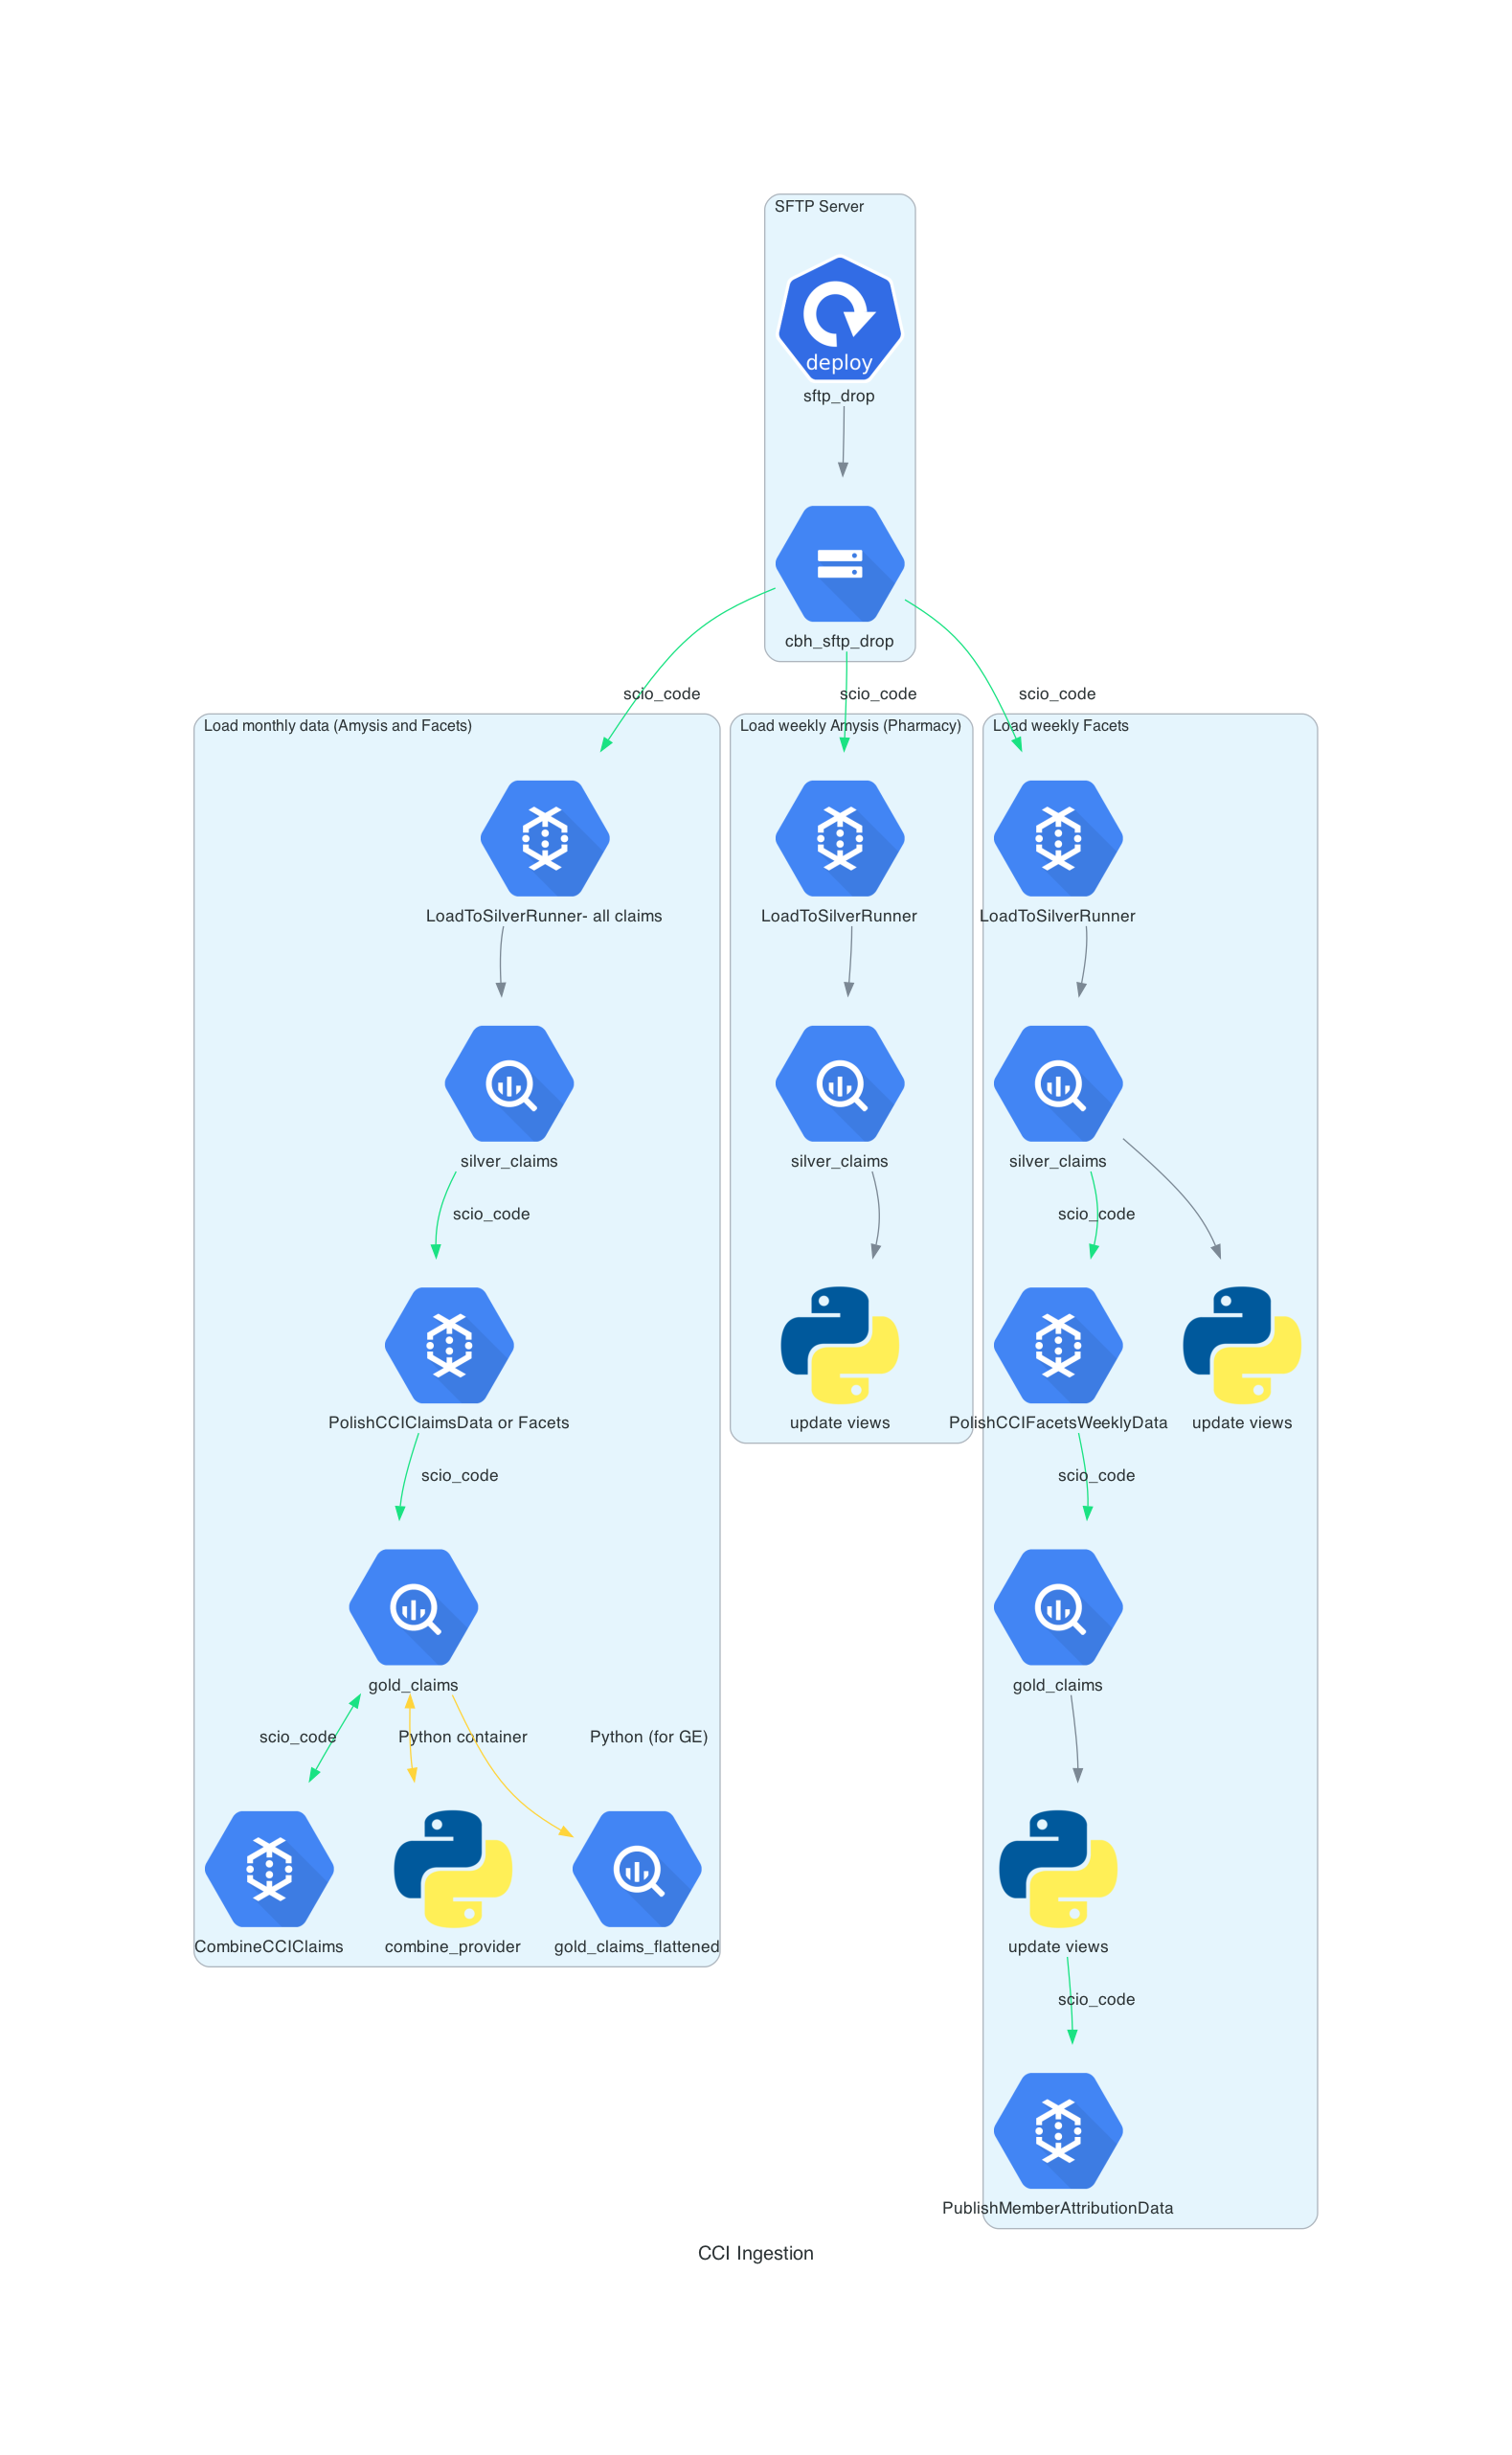 SFTP Server
deploy
sftp_drop
cbh_sftp_drop
scio_code
scio_code
scio_code
Load monthly data (Amysis and Facets)
Load weekly Amysis (Pharmacy)
Load weekly Facets
LoadToSilverRunner- all claims
LoadToSilverRunner
LoadToSilverRunner
silver_claims
silver_claims
silver_claims
scio_code
scio_code
PolishCCIClaimsData or Facets
update views
PolishCCIFacetsWeeklyData
update views
scio_code
scio_code
gold_claims
gold_claims
scio_code
Python container
Python (for GE)
CombineCCIClaims
combine_provider
gold_claims_flattened
update views
scio_code
PublishMemberAttributionData
CCI Ingestion